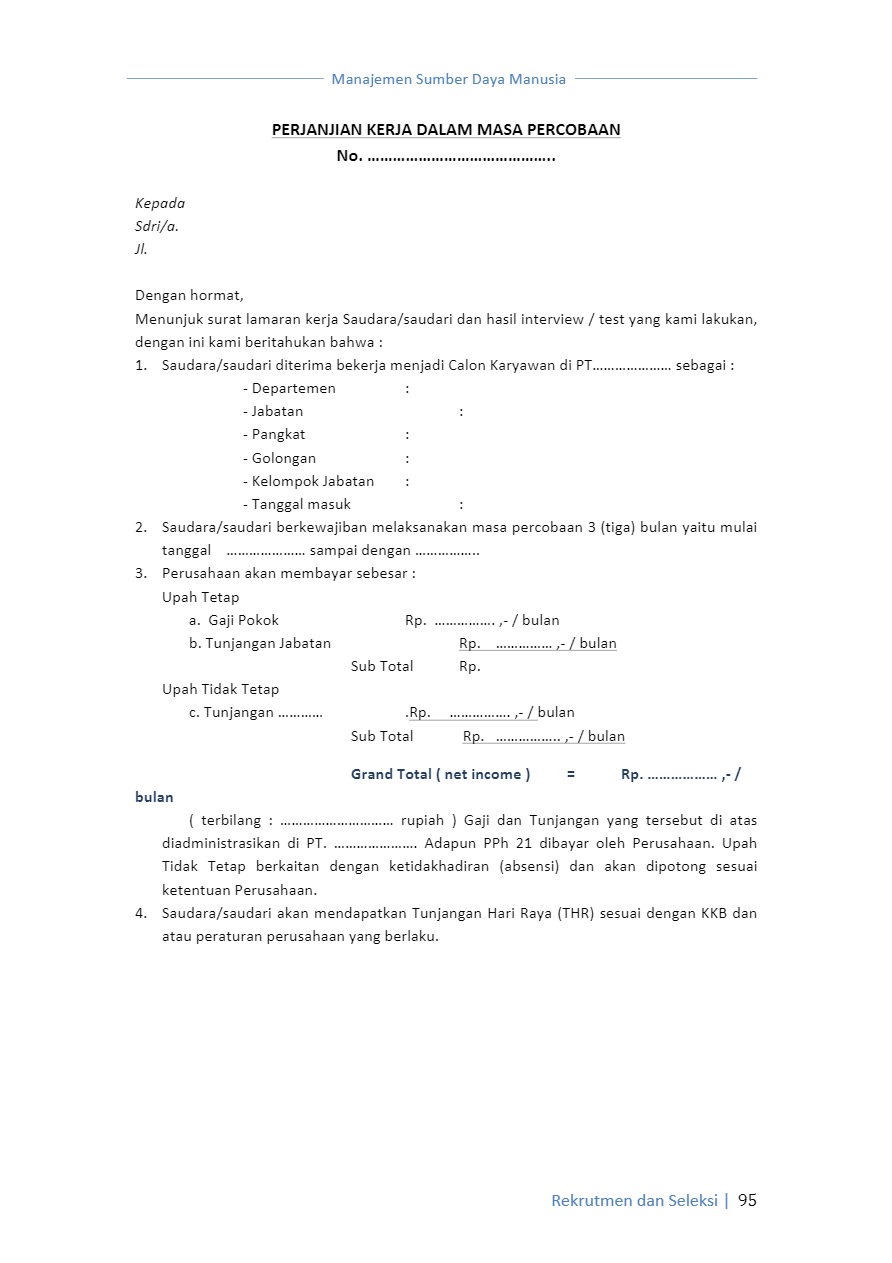 Manajemen Sumber Daya Manusia
PERJANJIAN KERJA DALAM MASA PERCOBAAN
No. ……………………………………..
Kepada
Sdri/a.
Jl.
Dengan hormat,
Menunjuk surat lamaran kerja Saudara/saudari dan hasil interview / test yang kami lakukan,
dengan ini kami beritahukan bahwa :
1. Saudara/saudari diterima bekerja menjadi Calon Karyawan di PT………………… sebagai :
- Departemen :
- Jabatan :
- Pangkat :
- Golongan :
- Kelompok Jabatan :
- Tanggal masuk :
2. Saudara/saudari berkewajiban melaksanakan masa percobaan 3 (tiga) bulan yaitu mulai
tanggal ………………… sampai dengan ……………..
3. Perusahaan akan membayar sebesar :
Upah Tetap
a. Gaji Pokok Rp. ……………. ,- / bulan
b. Tunjangan Jabatan Rp. …………… ,- / bulan
Sub Total Rp.
Upah Tidak Tetap
c. Tunjangan ………… .Rp. ……………. ,- / bulan
Sub Total Rp. …………….. ,- / bulan
Grand Total ( net income ) = Rp. ……………… ,- /
bulan
( terbilang : ………………………… rupiah ) Gaji dan Tunjangan yang tersebut di atas
diadministrasikan di PT. …………………. Adapun PPh 21 dibayar oleh Perusahaan. Upah
Tidak Tetap berkaitan dengan ketidakhadiran (absensi) dan akan dipotong sesuai
ketentuan Perusahaan.
4. Saudara/saudari akan mendapatkan Tunjangan Hari Raya (THR) sesuai dengan KKB dan
atau peraturan perusahaan yang berlaku.
Rekrutmen dan Seleksi | 95